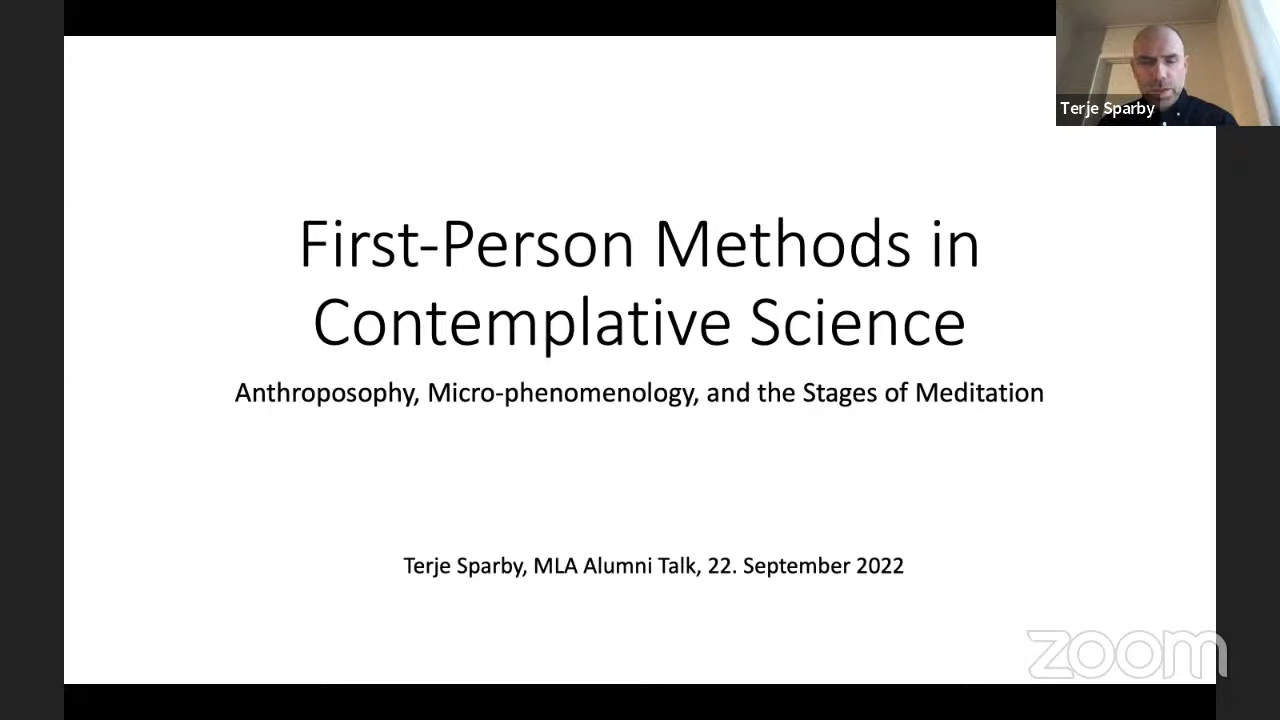 Terje Sparby
First-Person Methods in
Contemplative Science
Anthroposophy, Micro-phenomenology, and the Stages of Meditation
Terje Sparby, MLA Alumni Talk, 22. September 2022
zoom